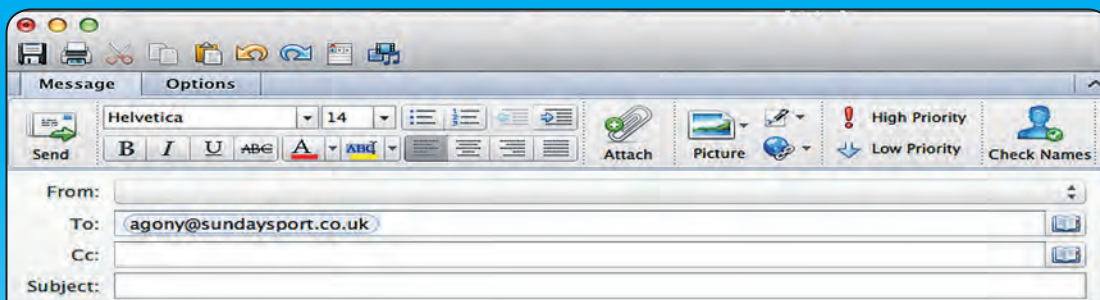 Message Options
Helvetica 14 High Priority
Send B I U ABC A ABC Attach Picture Low Priority Check Names
From:
To: agony@sundaysport.co.uk
Cc:
Subject: